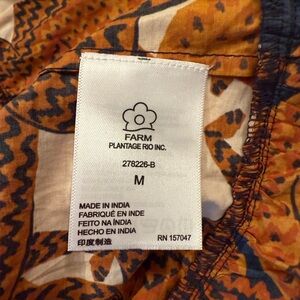 FARM
PLANTAGE RIO INC.
278226-B
M
MADE IN INDIA
FABRIQUÉ EN INDE
FEITO NA ÍNDIA
HECHO EN INDIA
印度制造
RN 157047